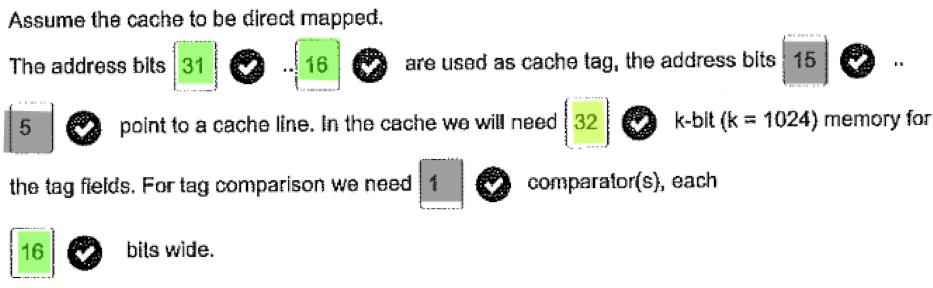 Assume the cache to be direct mapped.
The address bits 31 .. 16 are used as cache tag, the address bits 15 ..
5 point to a cache line. In the cache we will need 32 k-bit (k = 1024) memory for
the tag fields. For tag comparison we need 1 comparator(s), each
16 bits wide.